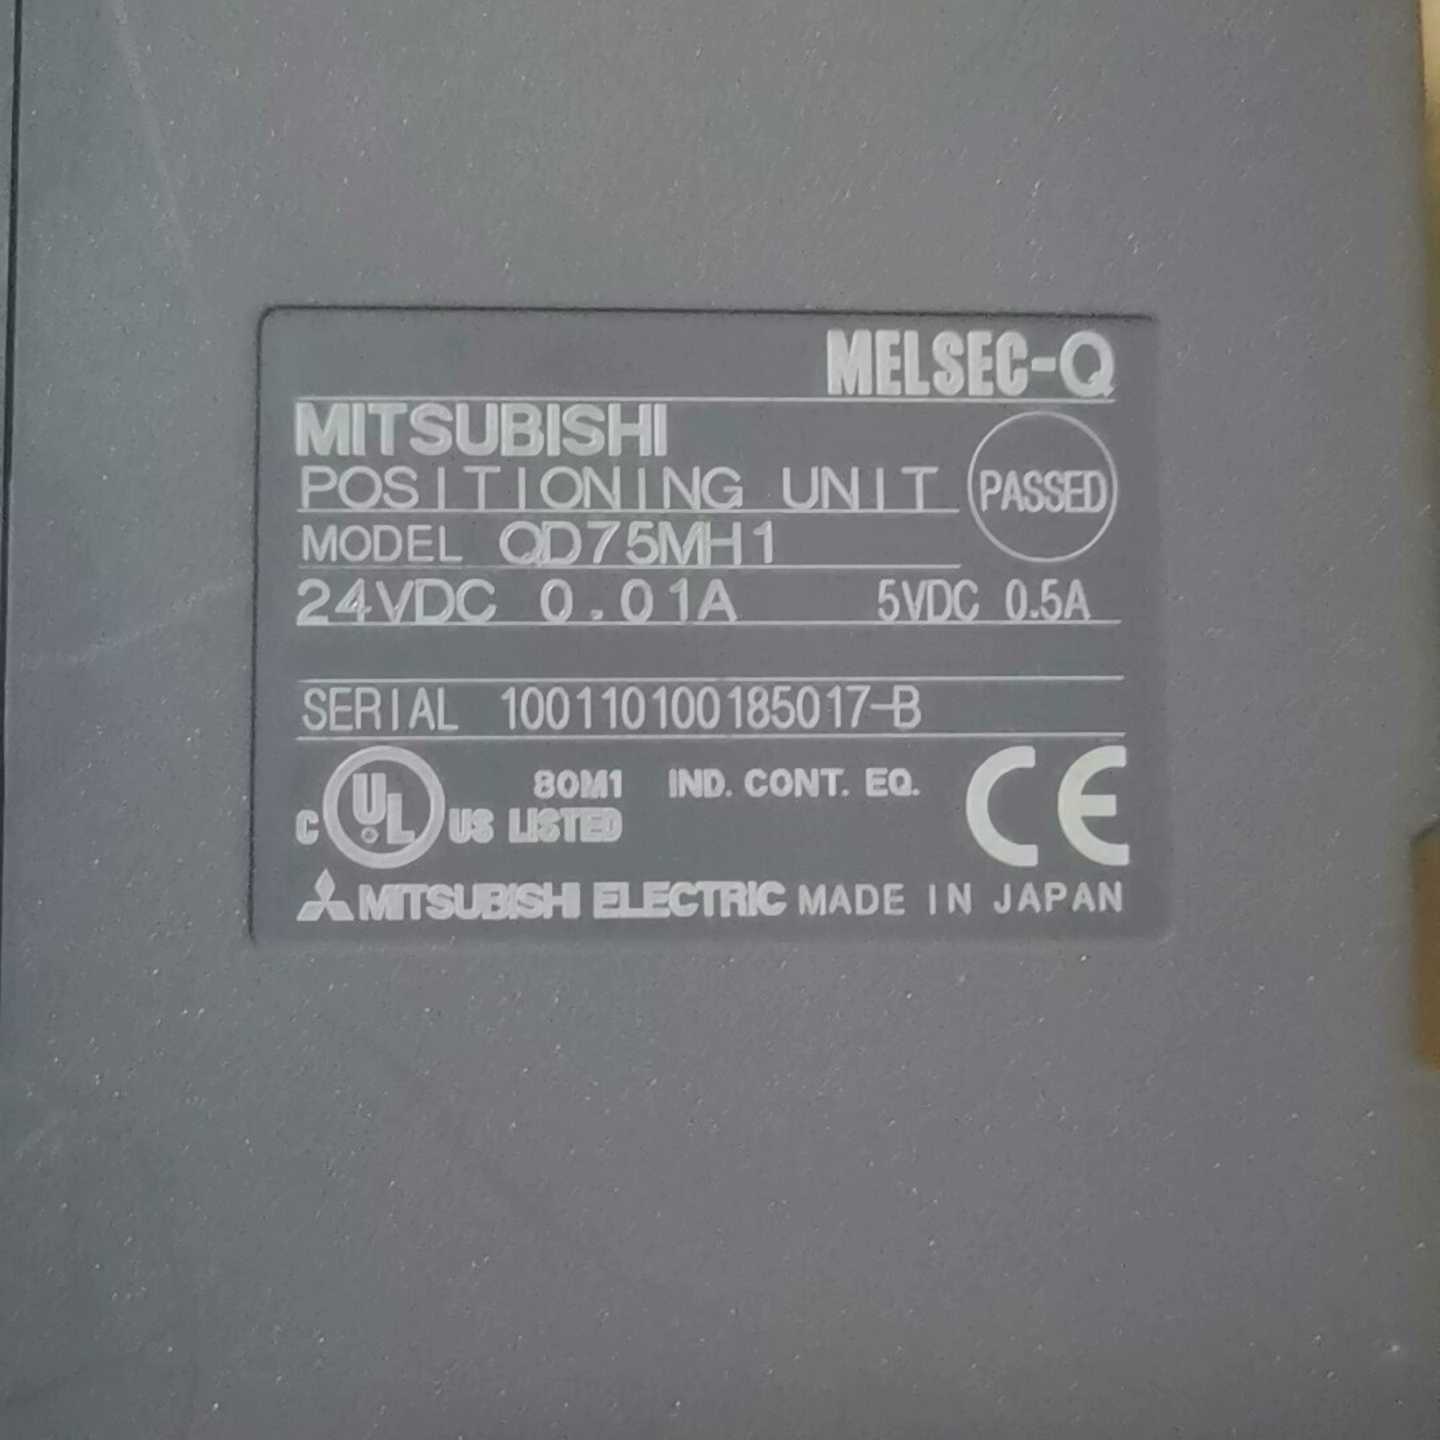 MELSEC-Q
MITSUBISHI
POSITIONING UNIT
PASSED
MODEL QD75MH1
24VDC 0.01A 5VDC 0.5A
SERIAL 100110100185017-B
C UL US LISTED
80M1 IND. CONT. EQ.
CE
MITSUBISHI ELECTRIC MADE IN JAPAN